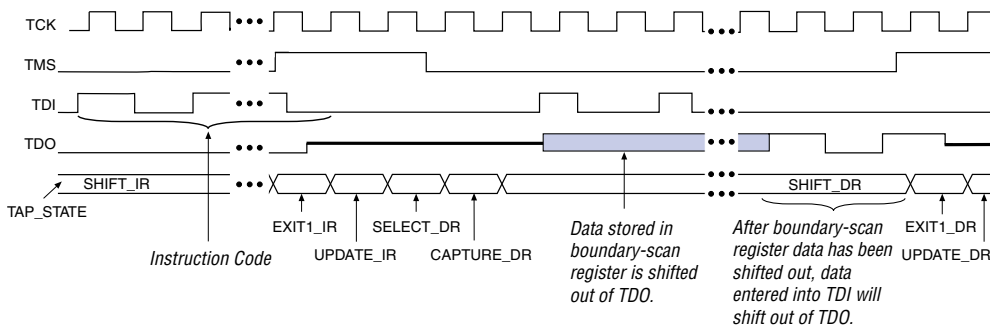 TCK
TMS
TDI
TDO
SHIFT_IR
SHIFT_DR
TAP_STATE
EXIT1_IR
SELECT_DR
UPDATE_IR
CAPTURE_DR
EXIT1_DR
UPDATE_DR
Instruction Code
Data stored in
boundary-scan
register is shifted
out of TDO.
After boundary-scan
register data has been
shifted out, data
entered into TDI will
shift out of TDO.